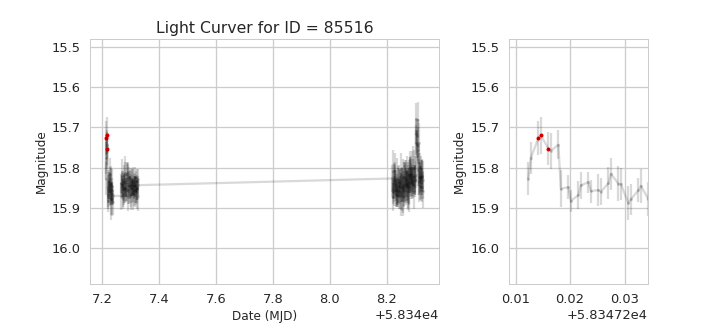 Light Curver for ID = 85516
15.5
15.6
15.7
15.8
15.9
16.0
Magnitude
7.2 7.4 7.6 7.8 8.0 8.2
Date (MJD)
+5.834e4
15.5
15.6
15.7
15.8
15.9
16.0
Magnitude
0.01 0.02 0.03
+5.83472e4